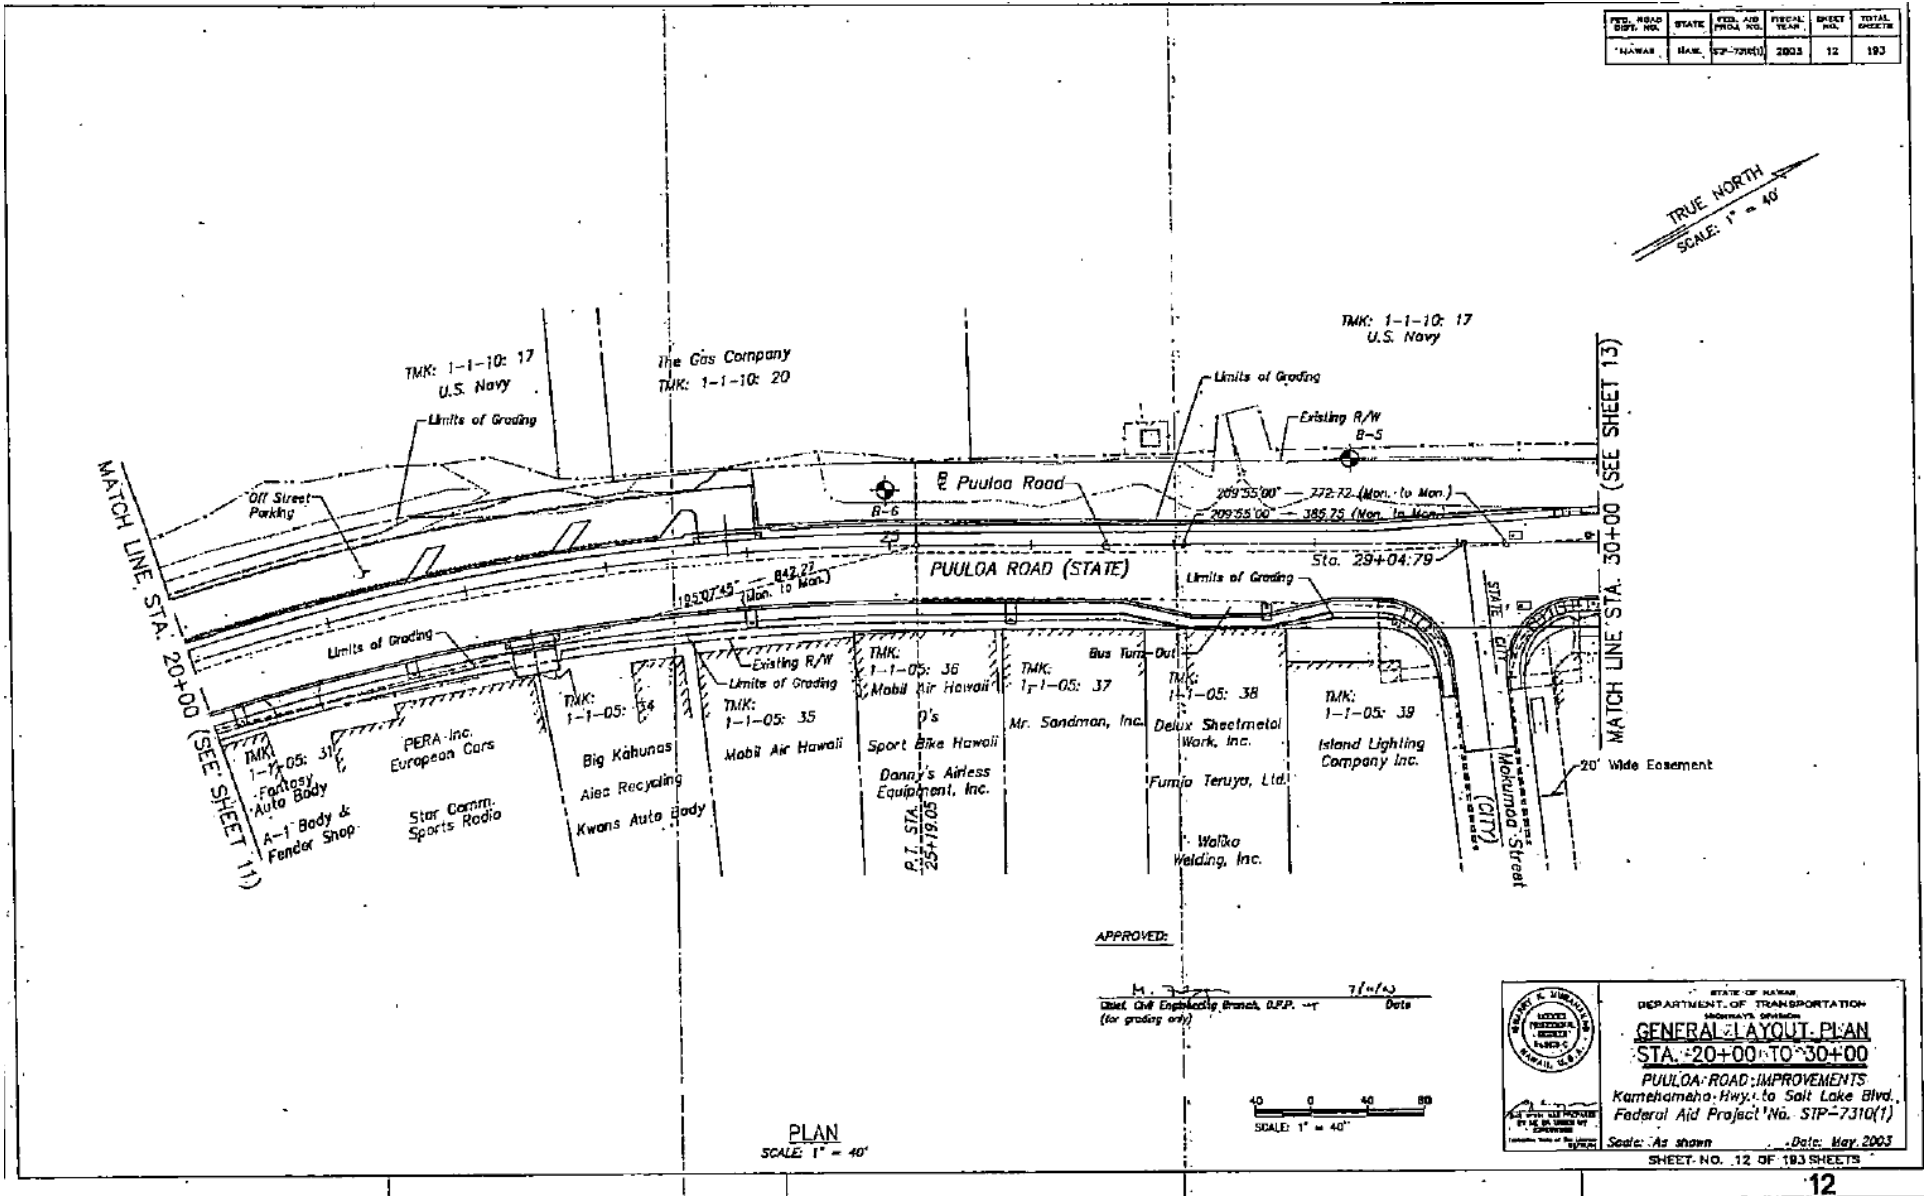 FED. ROAD DIST. NO.
STATE
FED. AID PROJ. NO.
FISCAL YEAR
SHEET NO.
TOTAL SHEETS
HAWAII
HAW.
STP-7310(1)
2003
12
193
TRUE NORTH
SCALE: 1" = 40'
TMK: 1-1-10: 17
U.S. Navy
The Gas Company
TMK: 1-1-10: 20
TMK: 1-1-10: 17
U.S. Navy
Limits of Grading
Limits of Grading
Existing R/W
B-5
MATCH LINE, STA. 20+00 (SEE SHEET 11)
MATCH LINE STA. 30+00 (SEE SHEET 13)
Off Street
Parking
B-6
25
Puuloa Road
209°55'00" 772.72 (Mon. to Mon.)
209°55'00" 385.75 (Mon. to Mon.)
Sta. 29+04.79
PUULOA ROAD (STATE)
195°07'45" 842.27
(Mon. to Mon.)
Limits of Grading
Limits of Grading
Existing R/W
Limits of Grading
Bus Turn-Out
STATE
CITY
TMK:
1-1-05: 31
Fantasy
Auto Body
A-1 Body &
Fender Shop
PERA Inc.
European Cars
Star Comm.
Sports Radio
TMK:
1-1-05: 34
Big Kahunas
Aiea Recycling
Kwans Auto Body
TMK:
1-1-05: 35
Mobil Air Hawaii
TMK:
1-1-05: 36
Mobil Air Hawaii
D's
Sport Bike Hawaii
Danny's Airless
Equipment, Inc.
P.T. STA.
25+19.05
TMK:
1-1-05: 37
Mr. Sandman, Inc.
TMK:
1-1-05: 38
Delux Sheetmetal
Work, Inc.
Fumio Teruya, Ltd.
Waliko
Welding, Inc.
TMK:
1-1-05: 39
Island Lighting
Company Inc.
Mokumoa Street
(CITY)
20' Wide Easement
APPROVED:
Chief, Civil Engineering Branch, D.P.P.
Date
(for grading only)
40 0 40 80
SCALE: 1" = 40'
PLAN
SCALE: 1" = 40'
STATE OF HAWAII
DEPARTMENT OF TRANSPORTATION
HIGHWAYS DIVISION
GENERAL LAYOUT PLAN
STA. 20+00 TO 30+00
PUULOA ROAD IMPROVEMENTS
Kamehameha Hwy. to Salt Lake Blvd.
Federal Aid Project No. STP-7310(1)
Scale: As shown Date: May, 2003
SHEET NO. 12 OF 193 SHEETS
12